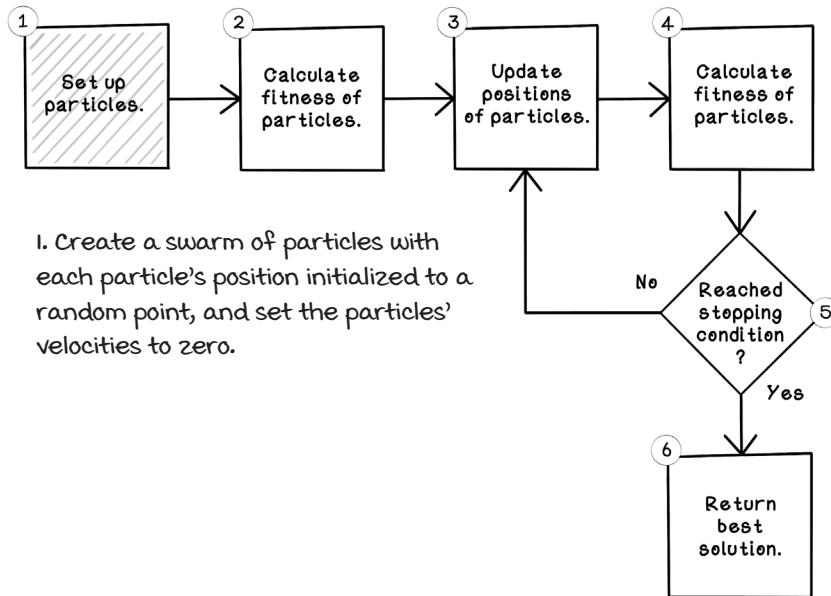 1
Set up
particles.
2
Calculate
fitness of
particles.
3
Update
positions
of particles.
4
Calculate
fitness of
particles.
1. Create a swarm of particles with
each particle's position initialized to a
random point, and set the particles'
velocities to zero.
No
Reached
stopping
condition
?
5
Yes
6
Return
best
solution.